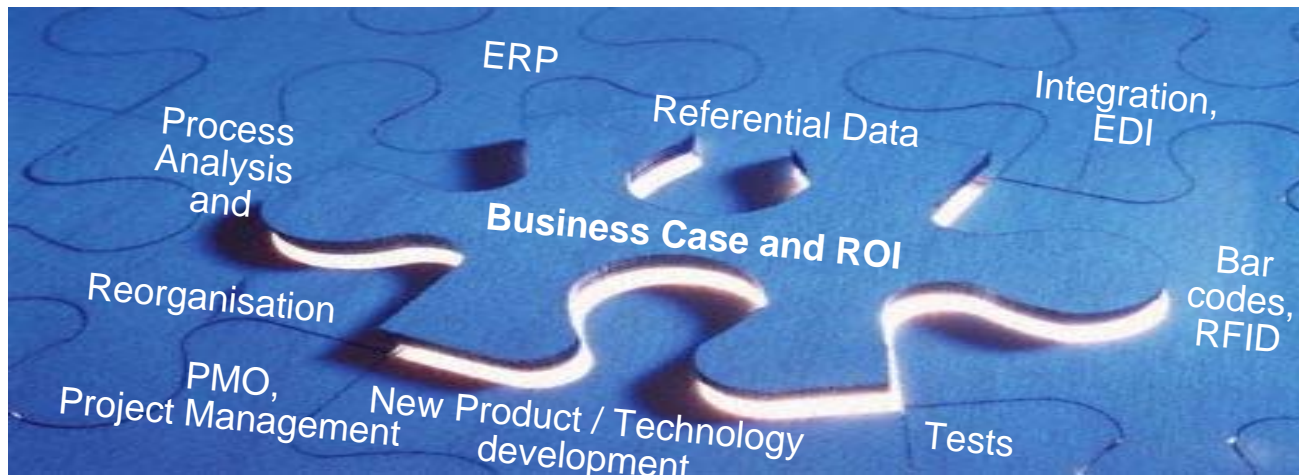 ERP
Integration,
EDI
Referential Data
Process
Analysis
and
Reorganisation
Business Case and ROI
Bar
codes,
RFID
PMO,
Project Management
New Product / Technology
development
Tests